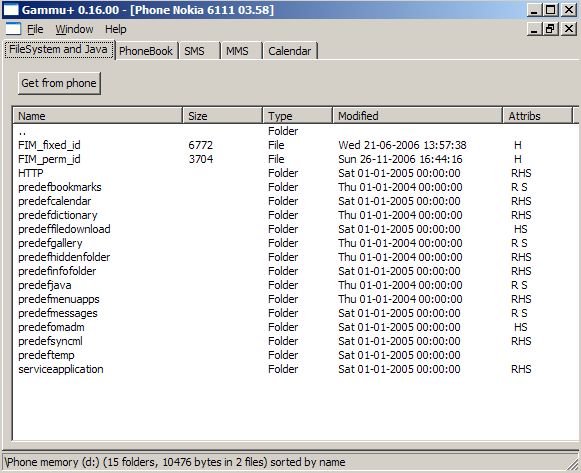 Gammu+ 0.16.00 - [Phone Nokia 6111 03.58]
File Window Help
FileSystem and Java PhoneBook SMS MMS Calendar
Get from phone
Name Size Type Modified Attribs
.. Folder
FIM_fixed_id 6772 File Wed 21-06-2006 13:57:38 H
FIM_perm_id 3704 File Sun 26-11-2006 16:44:16 H
HTTP Folder Sat 01-01-2005 00:00:00 RHS
predefbookmarks Folder Thu 01-01-2004 00:00:00 R S
predefcalendar Folder Sat 01-01-2005 00:00:00 RHS
predefdictionary Folder Thu 01-01-2004 00:00:00 RHS
predeffiledownload Folder Sat 01-01-2005 00:00:00 HS
predefgallery Folder Thu 01-01-2004 00:00:00 R S
predefhiddenfolder Folder Thu 01-01-2004 00:00:00 RHS
predefinfofolder Folder Sat 01-01-2005 00:00:00 RHS
predefjava Folder Thu 01-01-2004 00:00:00 R S
predefmenuapps Folder Thu 01-01-2004 00:00:00 RHS
predefmessages Folder Sat 01-01-2005 00:00:00 R S
predefomadm Folder Sat 01-01-2005 00:00:00 HS
predefsyncml Folder Sat 01-01-2005 00:00:00 RHS
predeftemp Folder Sat 01-01-2005 00:00:00
serviceapplication Folder Sat 01-01-2005 00:00:00 RHS
\Phone memory (d:) (15 folders, 10476 bytes in 2 files) sorted by name